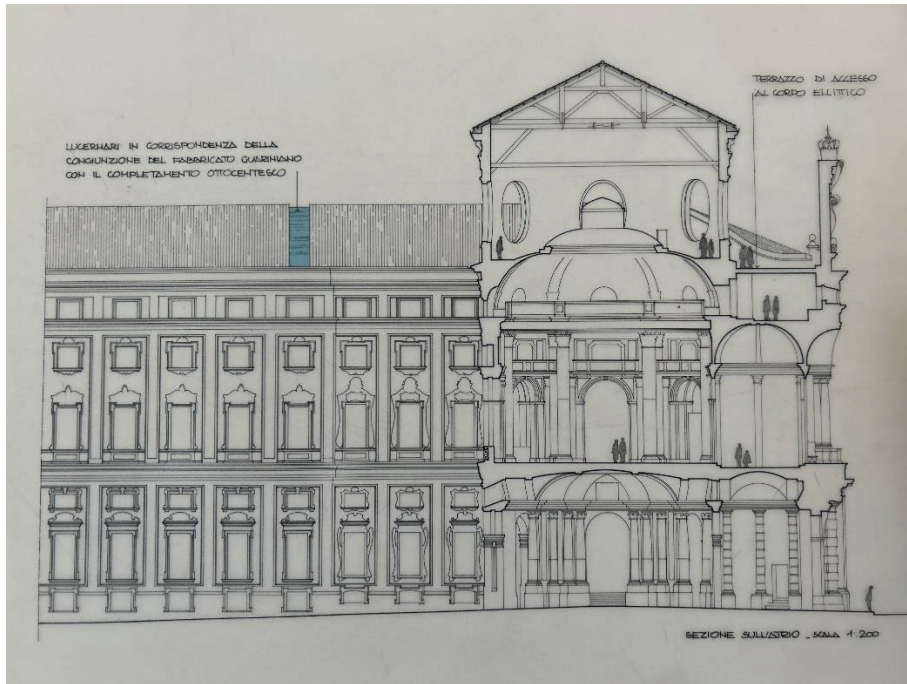 LUCERNARI IN CORRISPONDENZA DELLA
CONGIUNZIONE DEL FABBRICATO GUARINIANO
CON IL COMPLETAMENTO OTTOCENTESCO
TERRAZZO DI ACCESSO
AL CORPO ELLITTICO
SEZIONE SULL'ATRIO _ SCALA 1:200